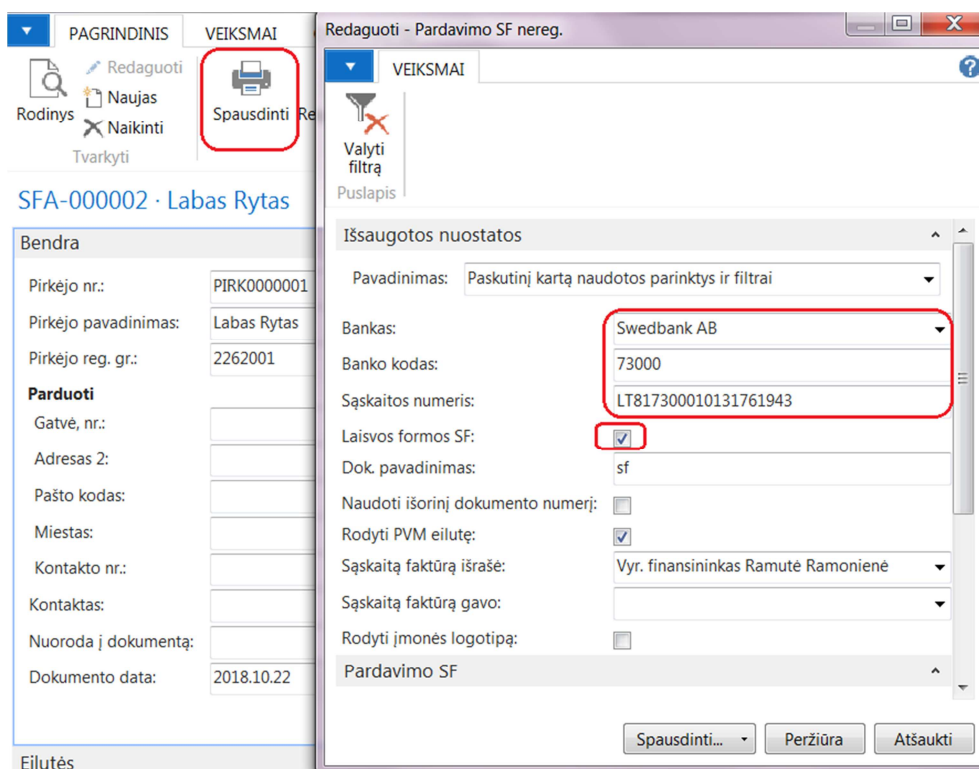 PAGRINDINIS VEIKSMAI
Redaguoti
Naujas
Naikinti
Rodinys
Spausdinti Re
Tvarkyti
SFA-000002 · Labas Rytas
Bendra
Pirkėjo nr.: PIRK0000001
Pirkėjo pavadinimas: Labas Rytas
Pirkėjo reg. gr.: 2262001
Parduoti
Gatvė, nr.:
Adresas 2:
Pašto kodas:
Miestas:
Kontakto nr.:
Kontaktas:
Nuoroda į dokumentą:
Dokumento data: 2018.10.22
Eilutės
Redaguoti - Pardavimo SF nereg.
VEIKSMAI
Valyti
filtrą
Puslapis
Išsaugotos nuostatos
Pavadinimas: Paskutinį kartą naudotos parinktys ir filtrai
Bankas: Swedbank AB
Banko kodas: 73000
Sąskaitos numeris: LT817300010131761943
Laisvos formos SF:
Dok. pavadinimas: sf
Naudoti išorinį dokumento numerį:
Rodyti PVM eilutę:
Sąskaitą faktūrą išrašė: Vyr. finansininkas Ramutė Ramonienė
Sąskaitą faktūrą gavo:
Rodyti įmonės logotipą:
Pardavimo SF
Spausdinti... Peržiūra Atšaukti